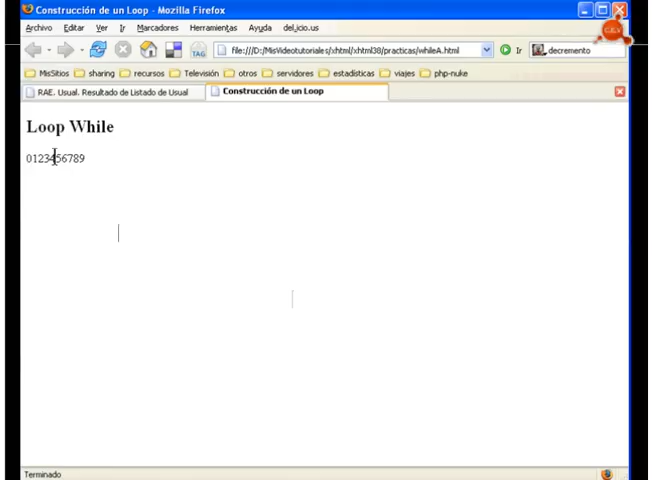 Construcción de un Loop - Mozilla Firefox
Archivo Editar Ver Ir Marcadores Herramientas Ayuda del.icio.us
TAG file:///D:/MisVideotutoriales/xhtml/xhtml38/practicas/whileA.html Ir decremento
MisSitios sharing recursos Televisión otros servidores estadísticas viajes php-nuke
RAE. Usual. Resultado de Listado de Usual Construcción de un Loop
Loop While
0123456789
Terminado